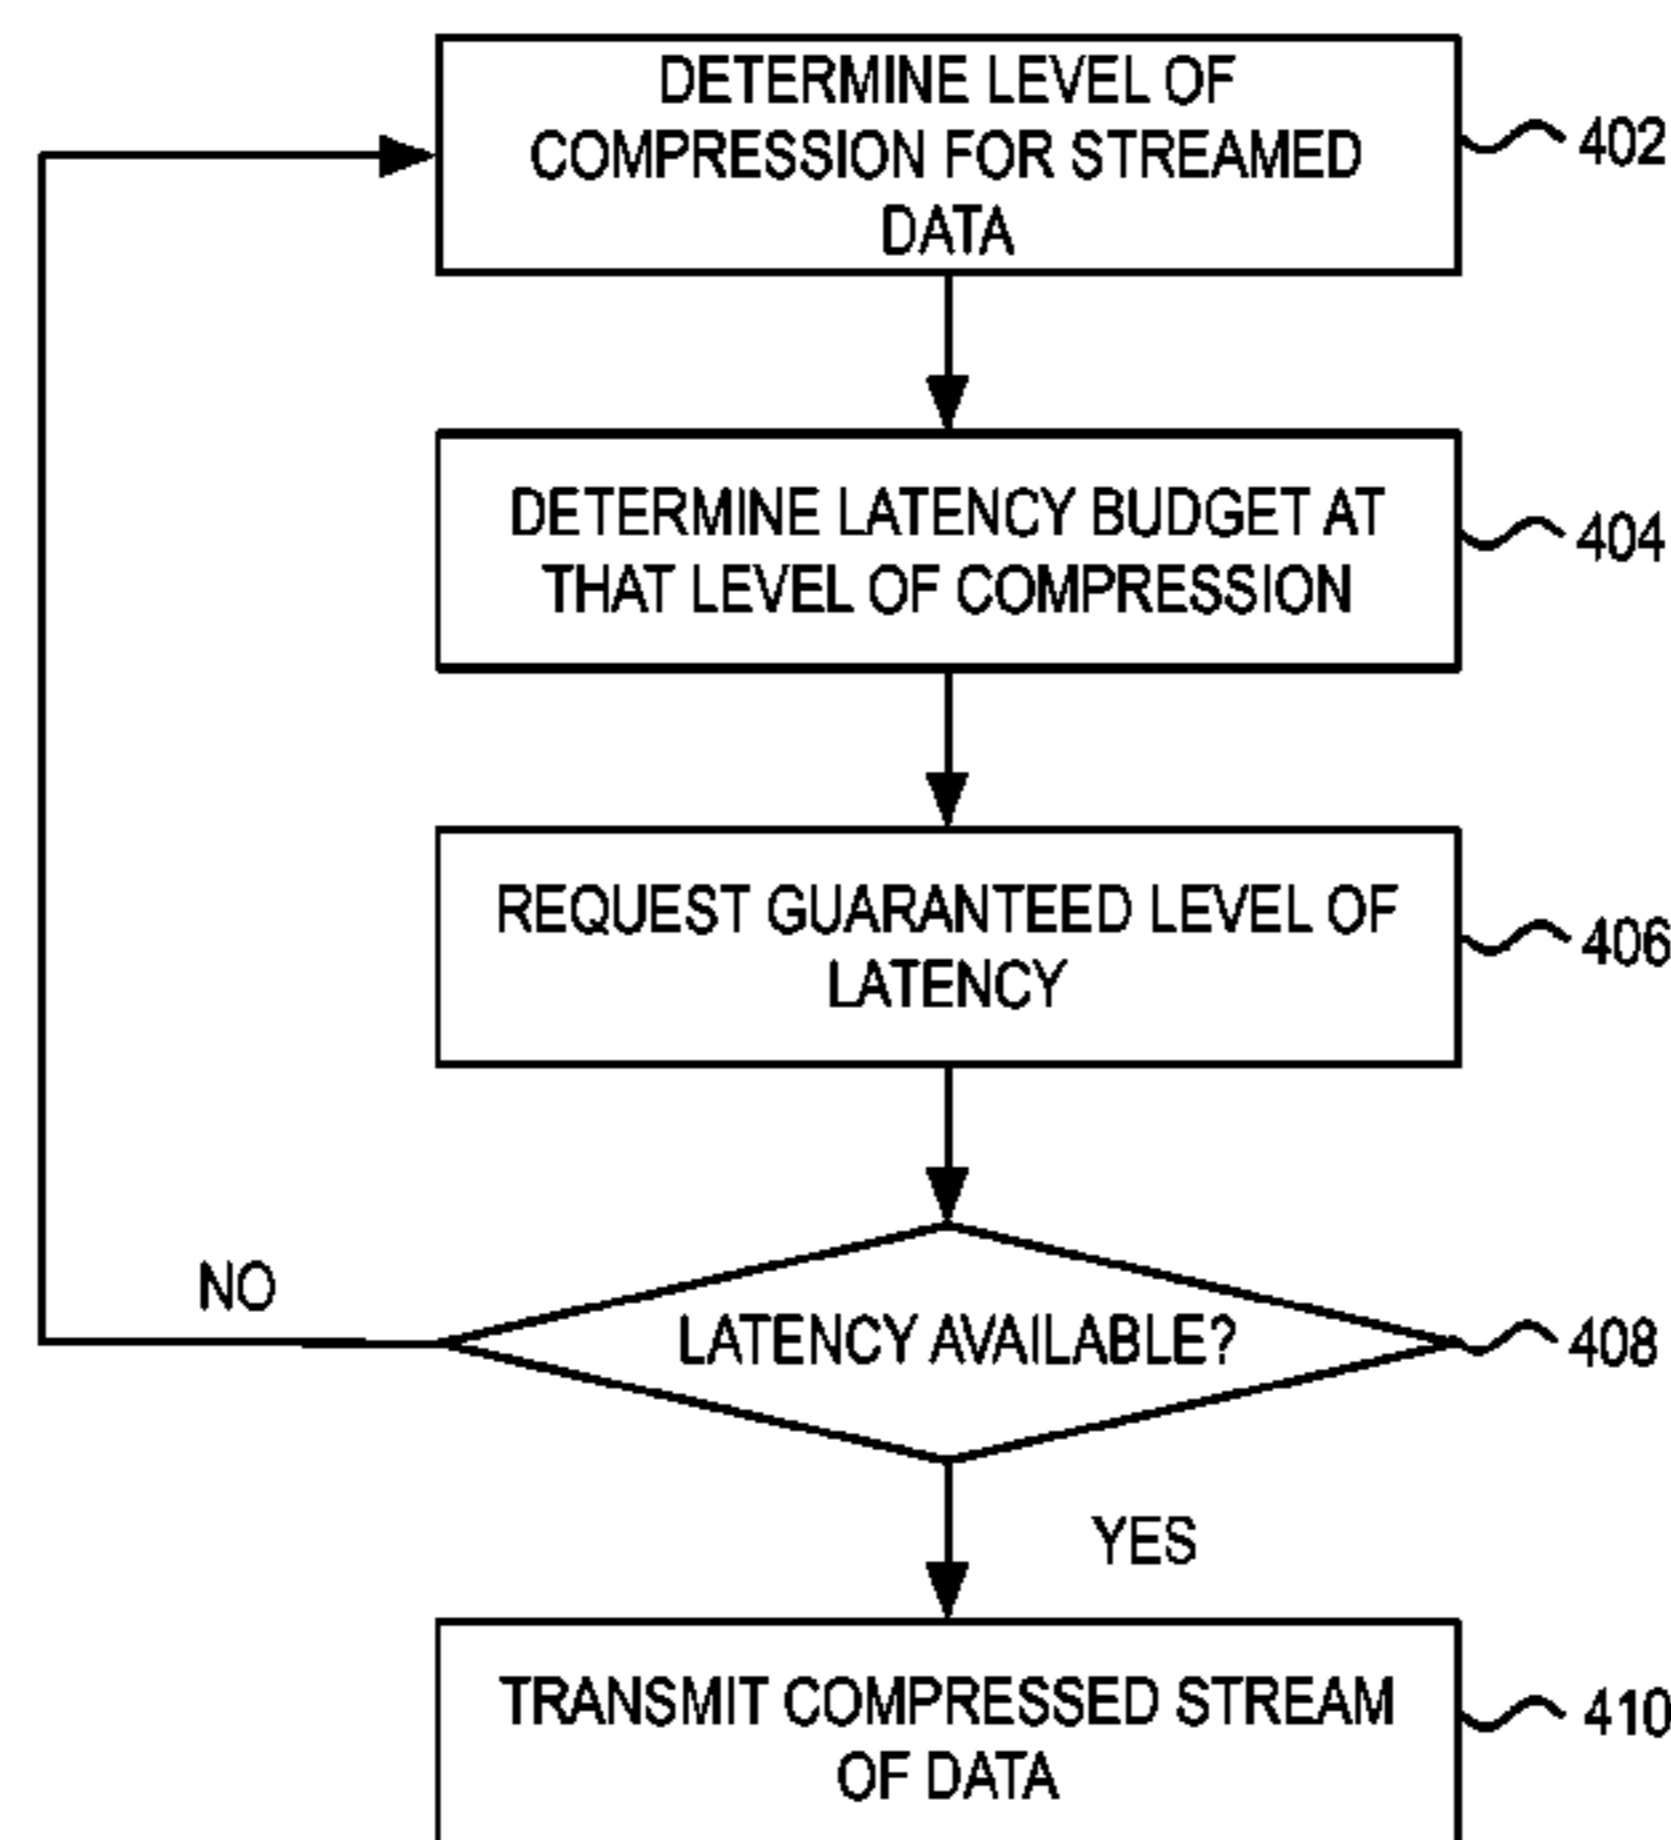 DETERMINE LEVEL OF
COMPRESSION FOR STREAMED
DATA
402
DETERMINE LATENCY BUDGET AT
THAT LEVEL OF COMPRESSION
404
REQUEST GUARANTEED LEVEL OF
LATENCY
406
NO
LATENCY AVAILABLE?
408
YES
TRANSMIT COMPRESSED STREAM
OF DATA
410